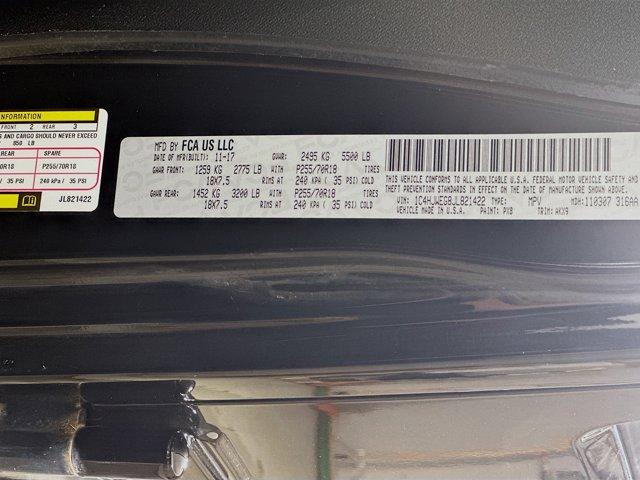 INFORMATION
FRONT 2 REAR 3
AND CARGO SHOULD NEVER EXCEED
850 LB
REAR SPARE
70R18 P255/70R18
/ 35 PSI 240 kPa / 35 PSI
JL821422
MFD BY FCA US LLC
DATE OF MFR(BUILT): 11-17 GVWR: 2495 KG 5500 LB
GAWR FRONT: 1259 KG 2775 LB P255/70R18 TIRES
18X7.5 RIMS AT 240 KPA ( 35 PSI) COLD
GAWR REAR: 1452 KG 3200 LB P255/70R18 TIRES
18X7.5 RIMS AT 240 KPA ( 35 PSI) COLD
THIS VEHICLE CONFORMS TO ALL APPLICABLE U.S.A. FEDERAL MOTOR VEHICLE SAFETY AND
THEFT PREVENTION STANDARDS IN EFFECT ON THE DATE OF MANUFACTURE SHOWN ABOVE
VIN: 1C4HJWEG8JL821422 TYPE: MPV MDH:110307 316AA
VEHICLE MADE IN U.S.A. PAINT: PX8 TRIM: AKX9